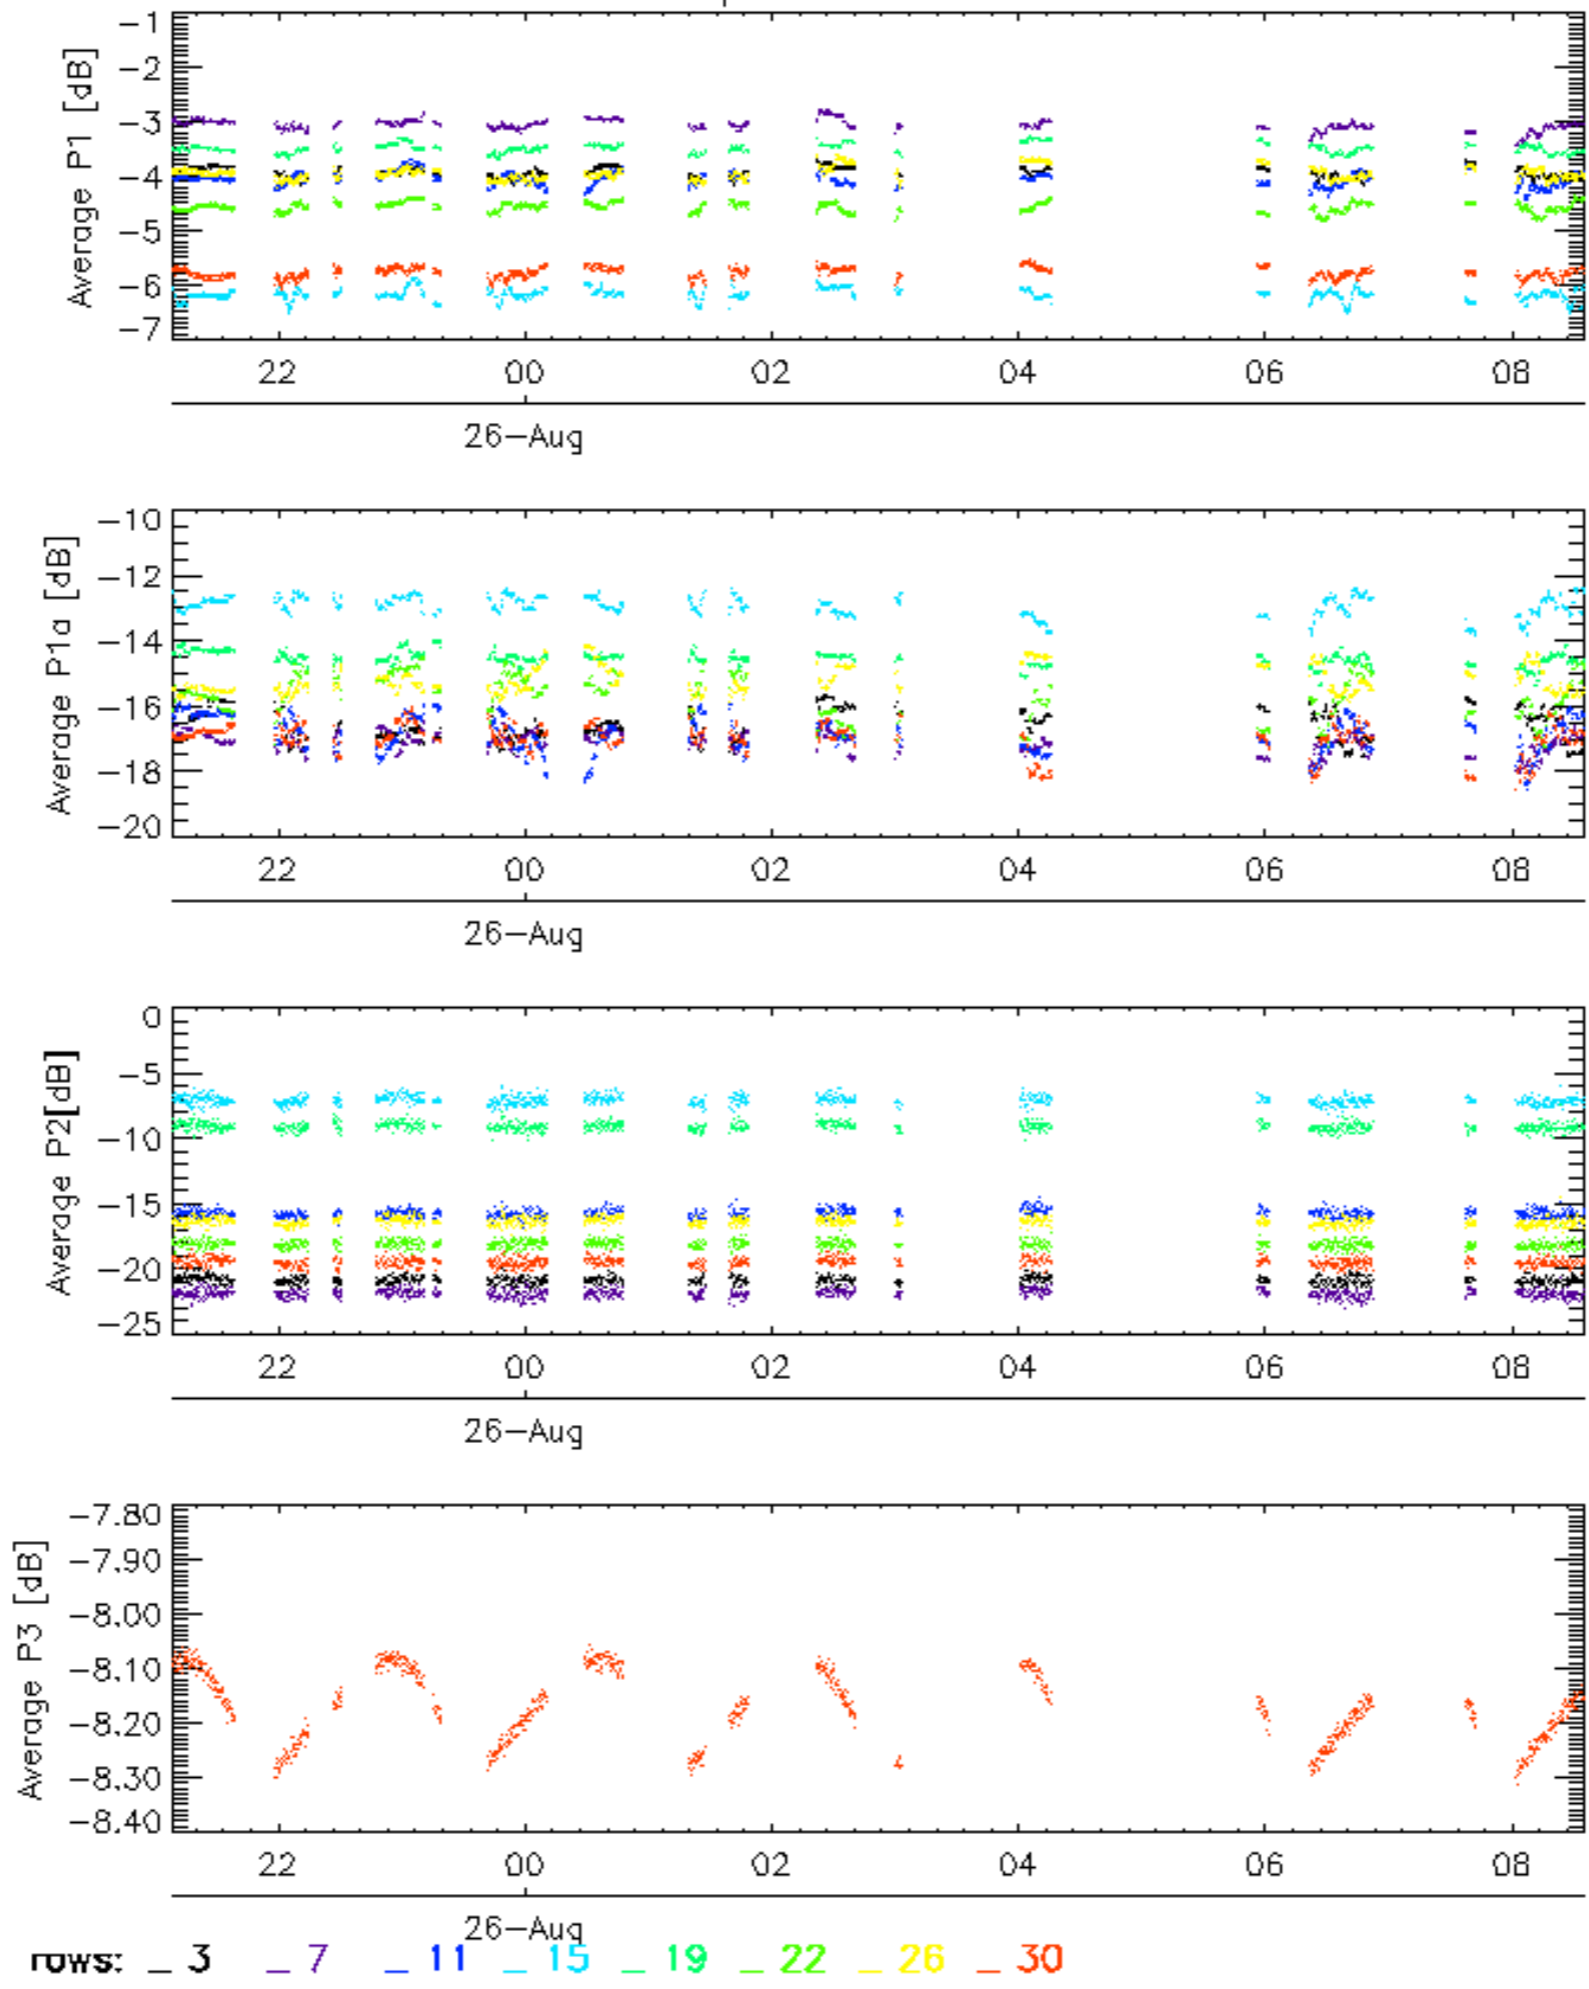 Average P1 [dB]
-1
-2
-3
-4
-5
-6
-7
22 00 02 04 06 08
26-Aug
Average P1a [dB]
-10
-12
-14
-16
-18
-20
22 00 02 04 06 08
26-Aug
Average P2[dB]
0
-5
-10
-15
-20
-25
22 00 02 04 06 08
26-Aug
Average P3 [dB]
-7.80
-7.90
-8.00
-8.10
-8.20
-8.30
-8.40
22 00 02 04 06 08
26-Aug
rows: _ 3 _ 7 _ 11 _ 15 _ 19 _ 22 _ 26 _ 30